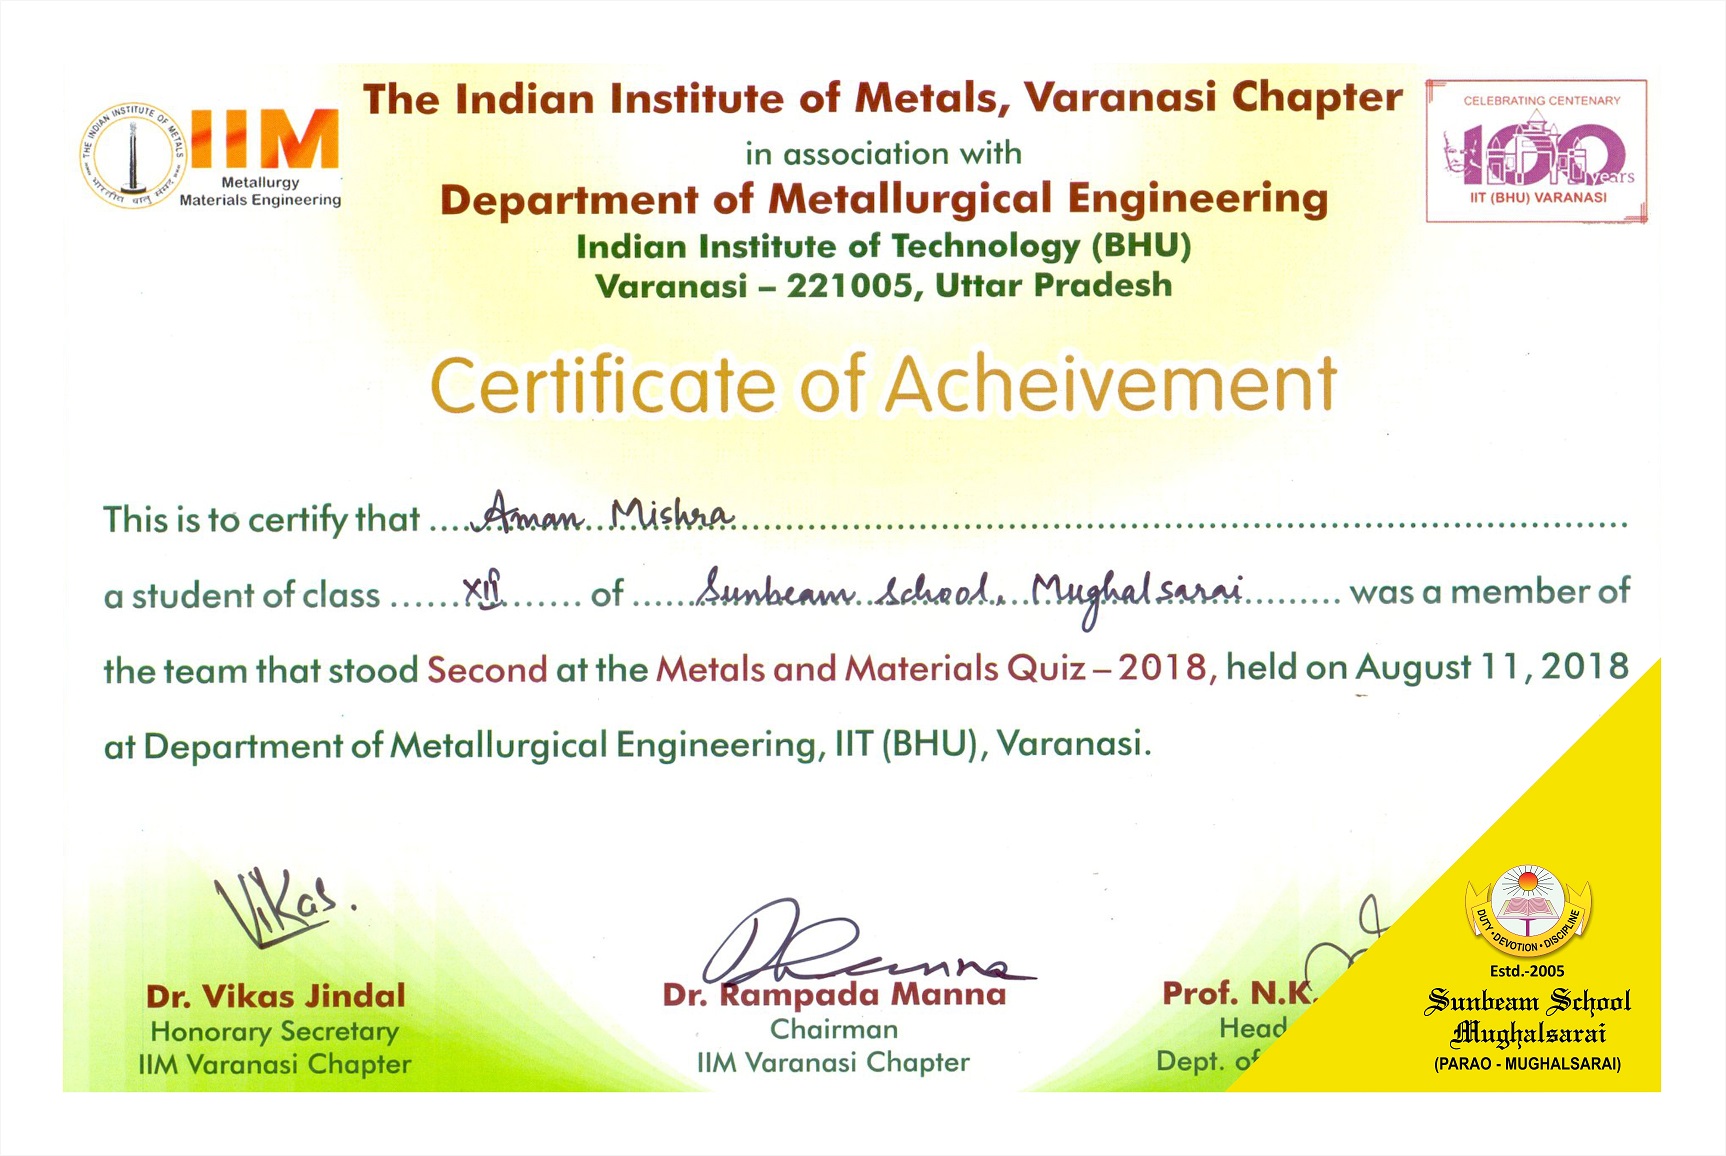 THE INDIAN INSTITUTE OF METALS
भारतीय धातु संस्थान
IIM
Metallurgy
Materials Engineering
The Indian Institute of Metals, Varanasi Chapter
in association with
Department of Metallurgical Engineering
Indian Institute of Technology (BHU)
Varanasi – 221005, Uttar Pradesh
CELEBRATING CENTENARY
100
years
IIT (BHU) VARANASI
Certificate of Acheivement
This is to certify that .... Aman Mishra ....
a student of class ...... XII ...... of ...... Sunbeam School, Mughalsarai ...... was a member of
the team that stood Second at the Metals and Materials Quiz – 2018, held on August 11, 2018
at Department of Metallurgical Engineering, IIT (BHU), Varanasi.
Vikas.
Dr. Vikas Jindal
Honorary Secretary
IIM Varanasi Chapter
Dr. Rampada Manna
Chairman
IIM Varanasi Chapter
Prof. N.K.
Head
Dept. of
DUTY • DEVOTION • DISCIPLINE
Estd.-2005
Sunbeam School
Mughalsarai
(PARAO - MUGHALSARAI)